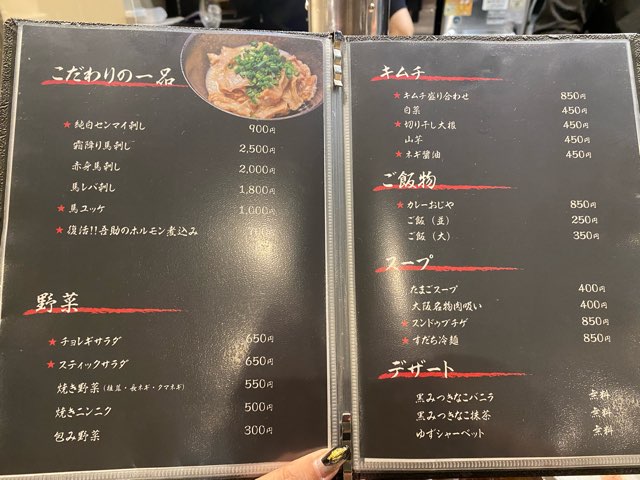 こだわりの一品
★純白センマイ刺し 900円
霜降り馬刺し 2,500円
赤身馬刺し 2,000円
馬レバ刺し 1,800円
★馬ユッケ 1,000円
★復活!!吾助のホルモン煮込み
野菜
★チョレギサラダ 650円
★スティックサラダ 650円
焼き野菜(椎茸・長ネギ・タマネギ) 550円
焼きニンニク 500円
包み野菜 300円
キムチ
★キムチ盛り合わせ 850円
白菜 450円
★切り干し大根 450円
山芋 450円
★ネギ醤油 450円
ご飯物
★カレーおじや 850円
ご飯(並) 250円
ご飯(大) 350円
スープ
たまごスープ 400円
大阪名物肉吸い 400円
★スンドゥブチゲ 850円
★すだち冷麺 850円
デザート
黒みつきなこバニラ 無料
黒みつきなこ抹茶 無料
ゆずシャーベット 無料